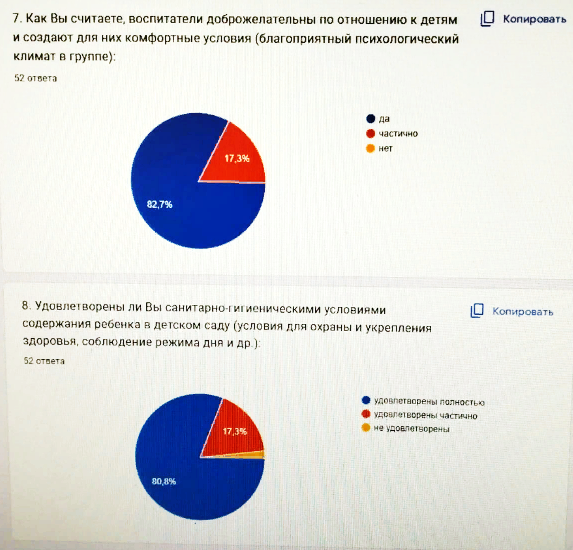 7. Как Вы считаете, воспитатели доброжелательны по отношению к детям
и создают для них комфортные условия (благоприятный психологический
климат в группе):
Копировать
52 ответа
да
частично
нет
17,3%
82,7%
8. Удовлетворены ли Вы санитарно-гигиеническими условиями
содержания ребенка в детском саду (условия для охраны и укрепления
здоровья, соблюдение режима дня и др.):
Копировать
52 ответа
удовлетворены полностью
удовлетворены частично
не удовлетворены
17,3%
80,8%